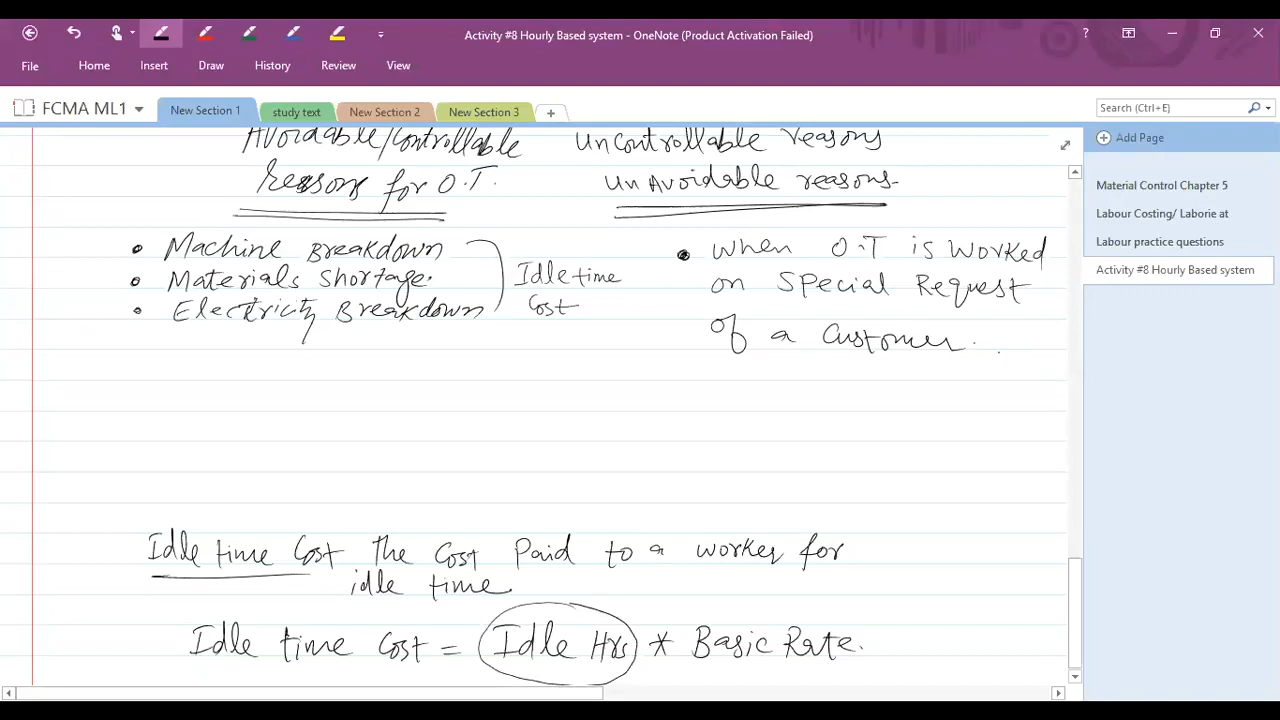 Activity #8 Hourly Based system - OneNote (Product Activation Failed)
File Home Insert Draw History Review View
FCMA ML1 New Section 1 study text New Section 2 New Section 3
Search (Ctrl+E)
Add Page
Material Control Chapter 5
Labour Costing/ Laborie at
Labour practice questions
Activity #8 Hourly Based system
Avoidable/Controllable
Reasons for O.T.
UnControllable reasons
UnAvoidable reasons
• Machine Breakdown
• Materials Shortage.
• Electricity Breakdown
Idle time
Cost
• When O.T is Worked
on Special Request
of a Customer.
Idle time Cost The Cost Paid to a worker for
idle time.
Idle time Cost = Idle Hrs * Basic Rate.